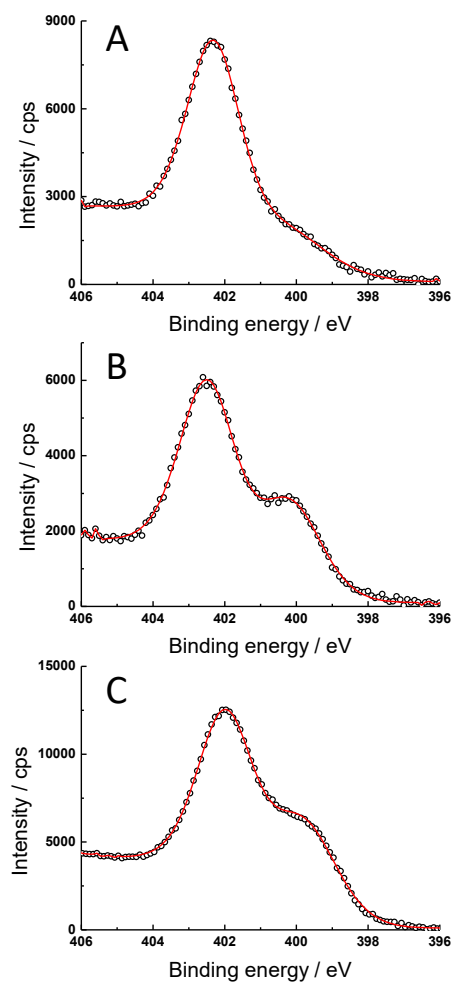 A
9000
6000
3000
0
406 404 402 400 398 396
Intensity / cps
Binding energy / eV
B
6000
4000
2000
0
406 404 402 400 398 396
Intensity / cps
Binding energy / eV
C
15000
10000
5000
0
406 404 402 400 398 396
Intensity / cps
Binding energy / eV